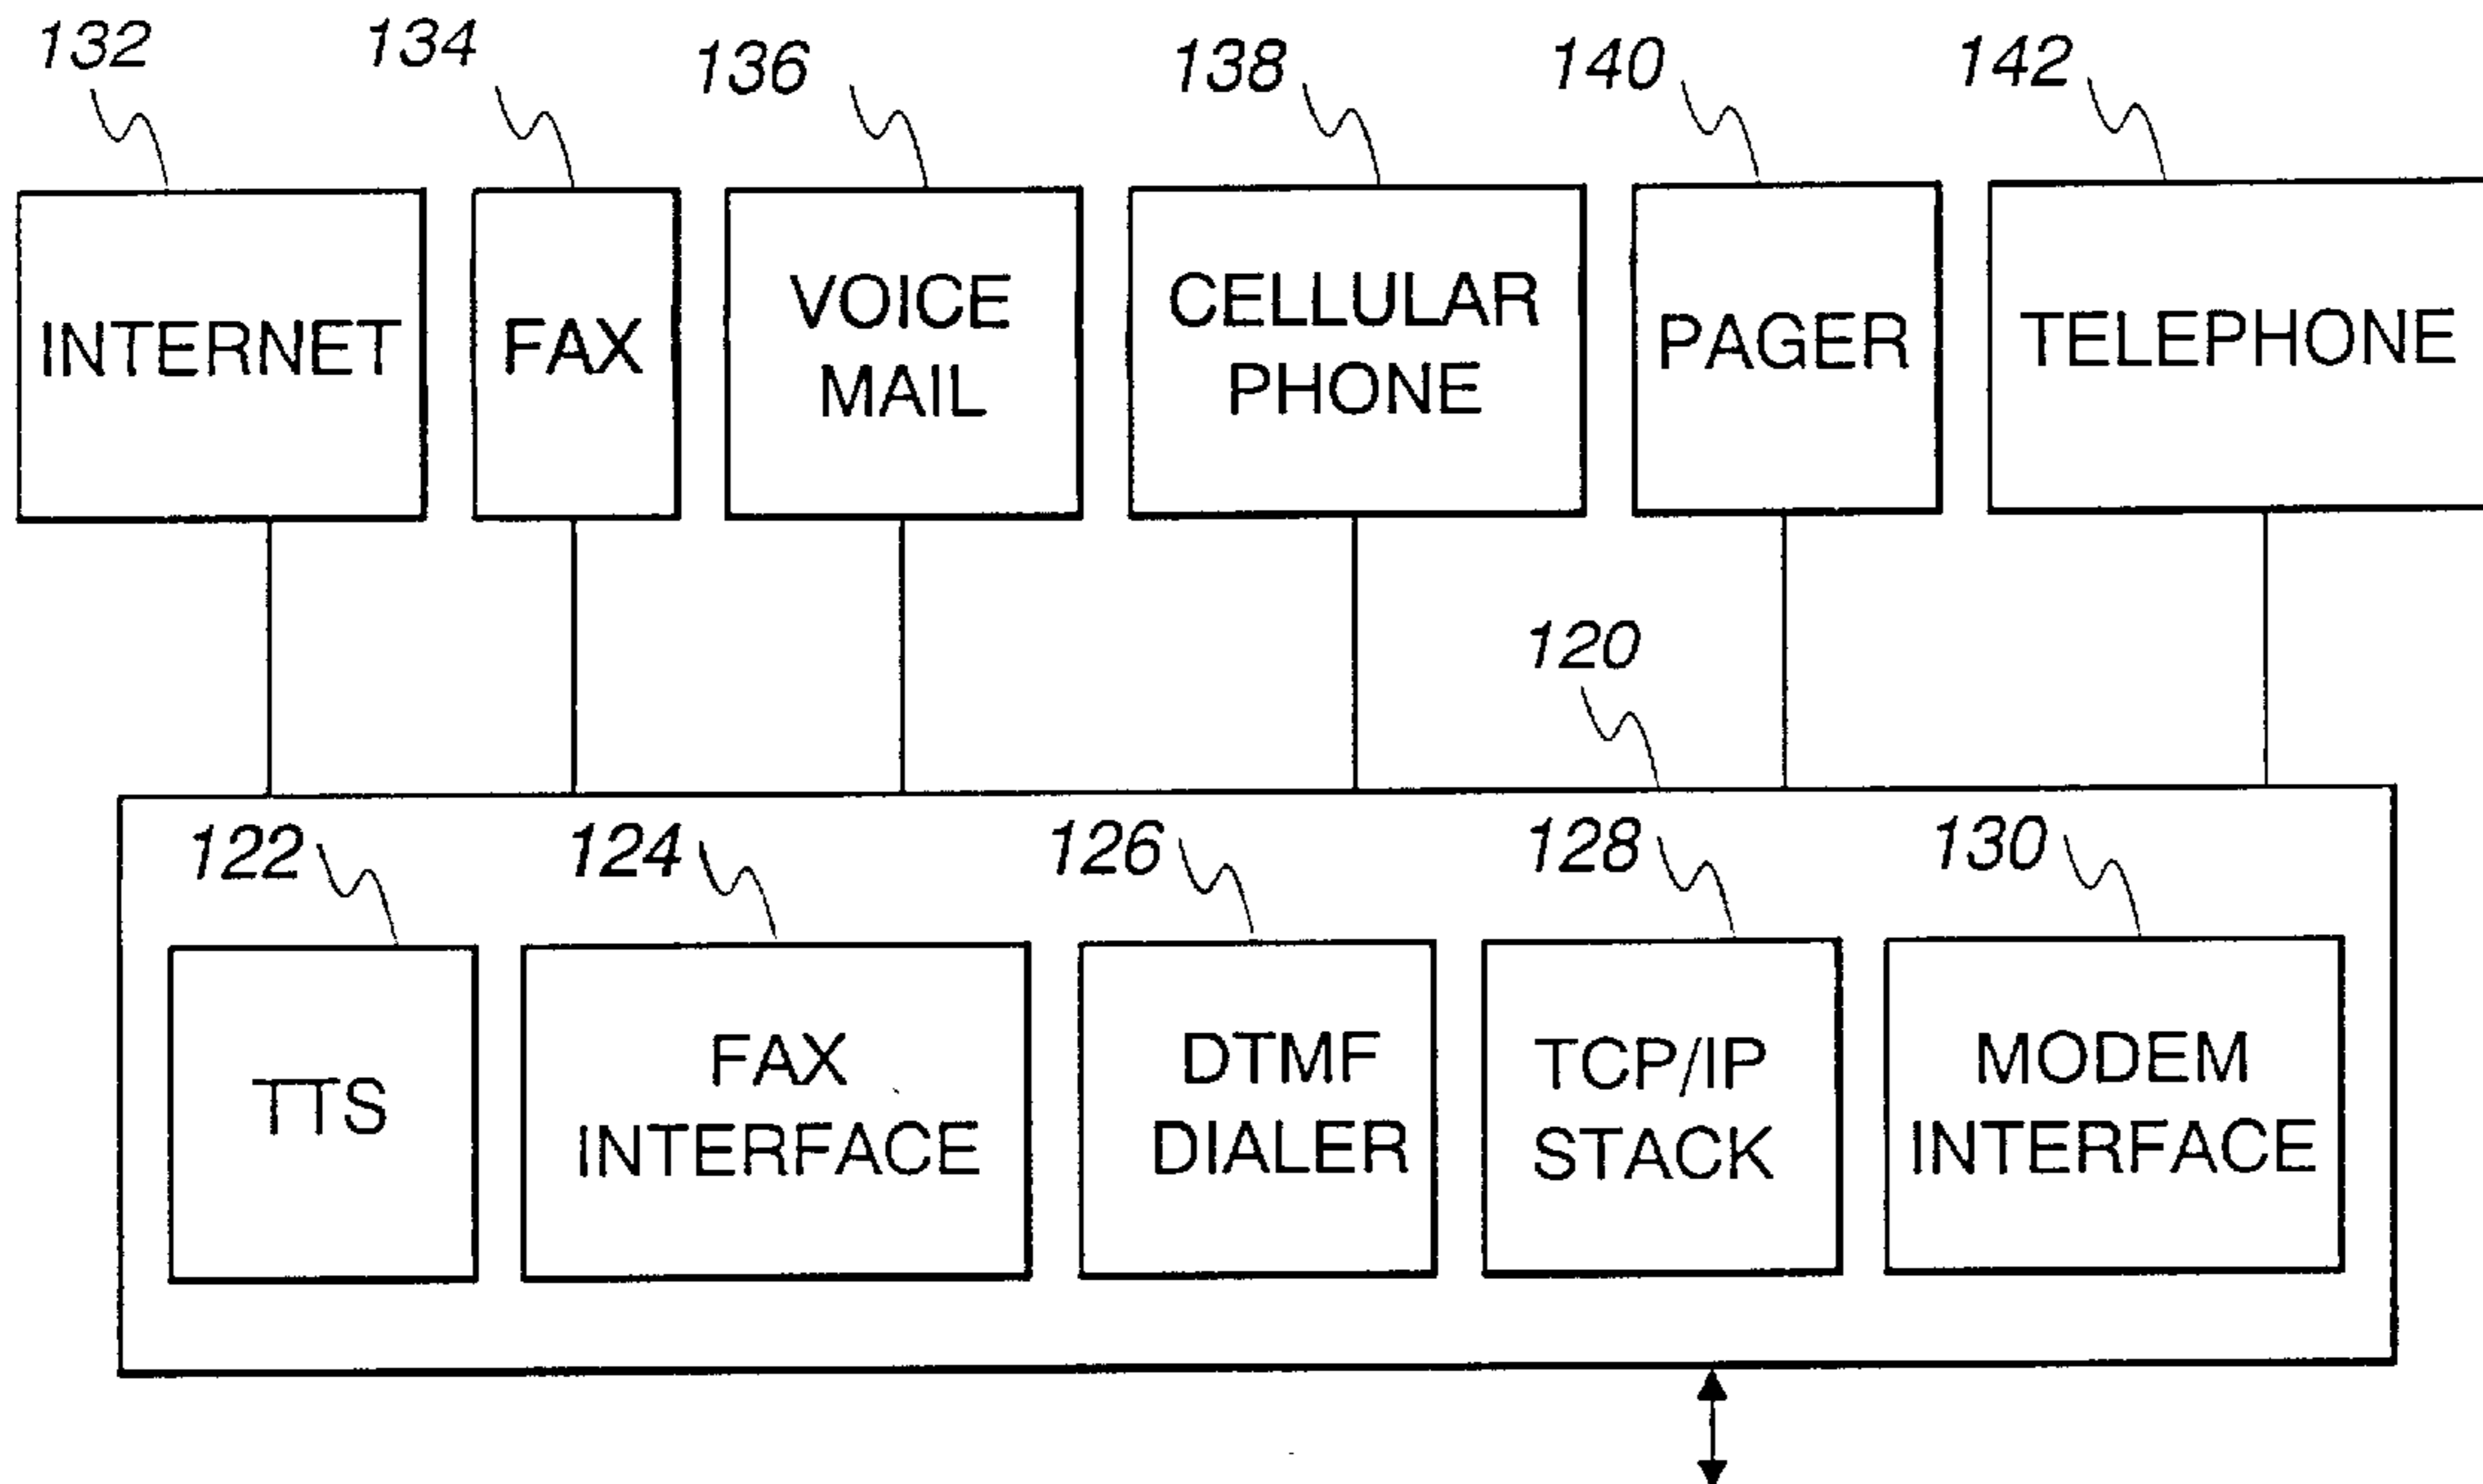 132 134 136 138 140 142
INTERNET FAX VOICE MAIL CELLULAR PHONE PAGER TELEPHONE
120
122 124 126 128 130
TTS FAX INTERFACE DTMF DIALER TCP/IP STACK MODEM INTERFACE